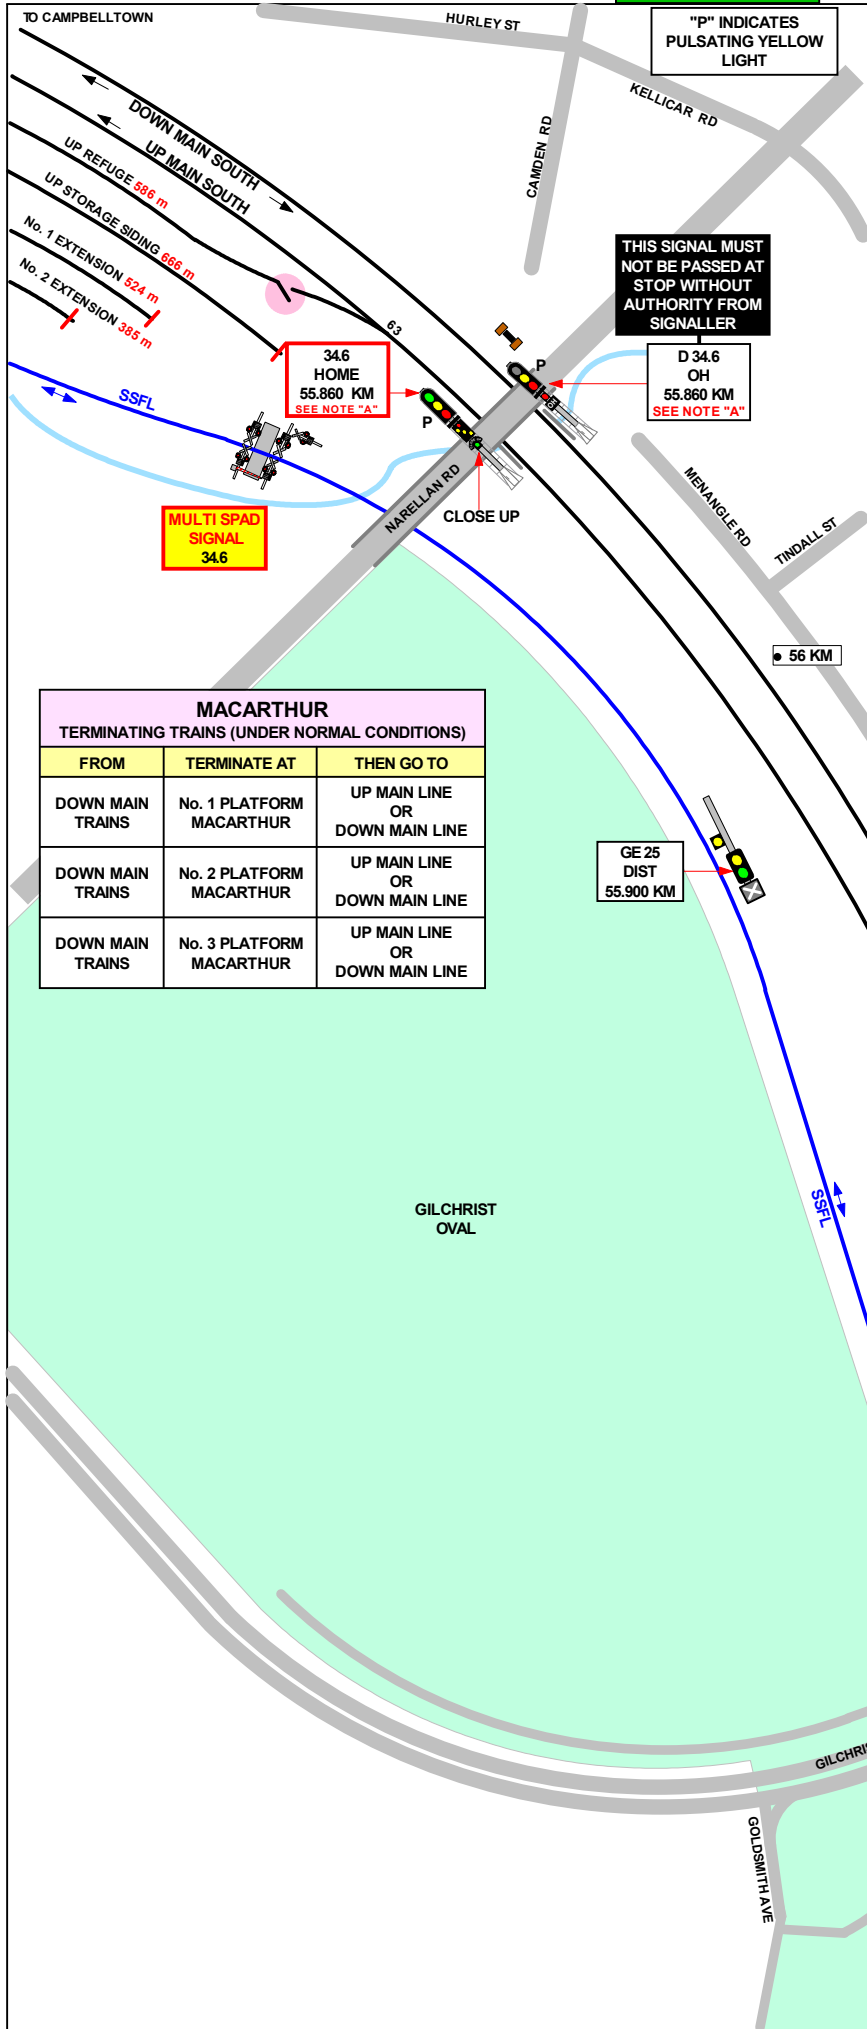 TO CAMPBELLTOWN
HURLEY ST
"P" INDICATES
PULSATING YELLOW
LIGHT
KELLICAR RD
CAMDEN RD
DOWN MAIN SOUTH
UP MAIN SOUTH
UP REFUGE 586 m
UP STORAGE SIDING 666 m
No. 1 EXTENSION 524 m
No. 2 EXTENSION 385 m
63
THIS SIGNAL MUST
NOT BE PASSED AT
STOP WITHOUT
AUTHORITY FROM
SIGNALLER
34.6
HOME
55.860 KM
SEE NOTE "A"
P
P
D 34.6
OH
55.860 KM
SEE NOTE "A"
SSFL
NARELLAN RD
CLOSE UP
MULTI SPAD
SIGNAL
34.6
MENANGLE RD
TINDALL ST
56 KM
MACARTHUR
TERMINATING TRAINS (UNDER NORMAL CONDITIONS)
FROM
TERMINATE AT
THEN GO TO
DOWN MAIN
TRAINS
No. 1 PLATFORM
MACARTHUR
UP MAIN LINE
OR
DOWN MAIN LINE
DOWN MAIN
TRAINS
No. 2 PLATFORM
MACARTHUR
UP MAIN LINE
OR
DOWN MAIN LINE
DOWN MAIN
TRAINS
No. 3 PLATFORM
MACARTHUR
UP MAIN LINE
OR
DOWN MAIN LINE
GE 25
DIST
55.900 KM
SSFL
GILCHRIST
OVAL
GOLDSMITH AVE